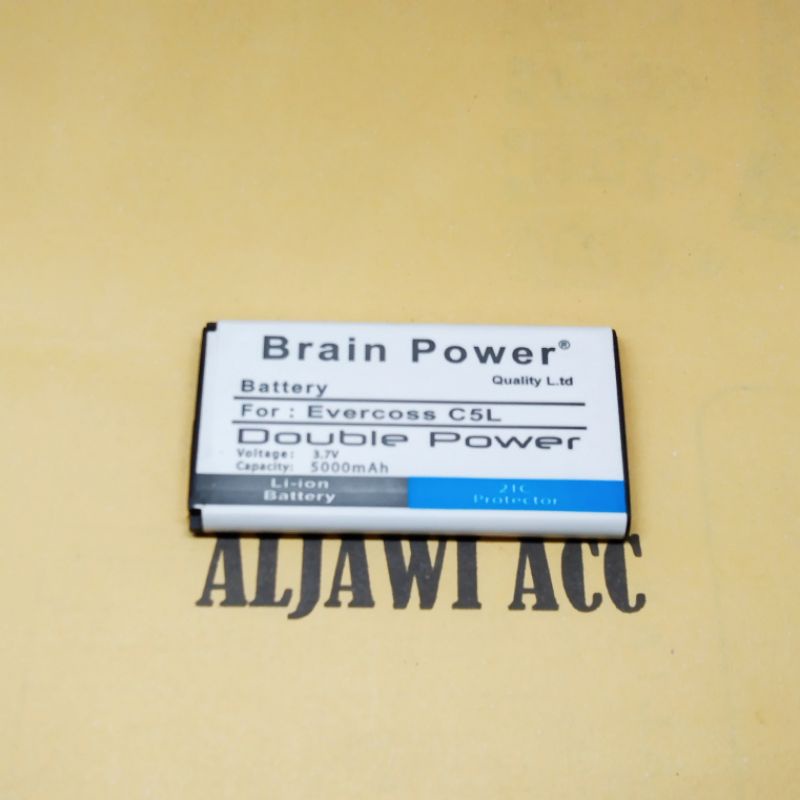 Brain Power®
Quality L.td
Battery
For : Evercoss C5L
Double Power
Voltage: 3.7V
Capacity: 5000mAh
Li-ion
Battery
2IC
Protector
ALJAWI ACC